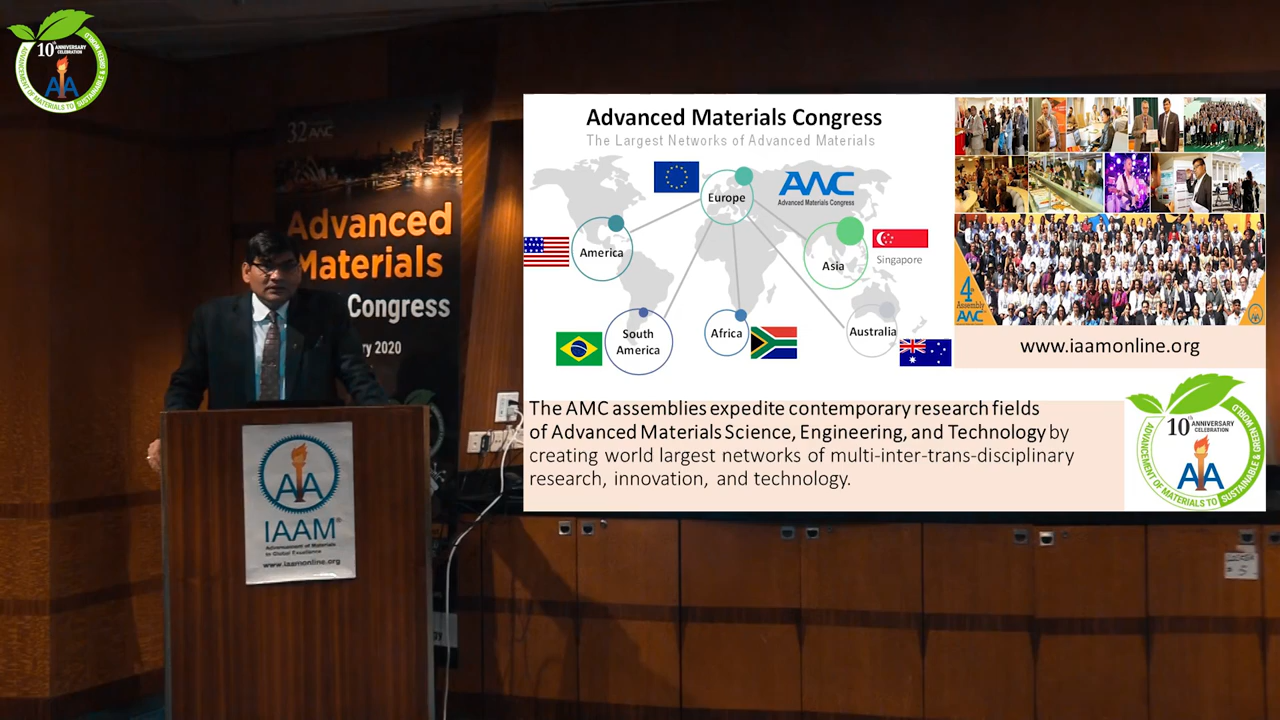 10th ANNIVERSARY
CELEBRATION
ADVANCEMENT OF MATERIALS TO SUSTAINABLE & GREEN WORLD
32
AMC
Advanced
Materials
Congress
2020
IAAM®
Advancement of Materials
to Global Excellence
www.iaamonline.org
Advanced Materials Congress
The Largest Networks of Advanced Materials
Europe
AMC
Advanced Materials Congress
America
Asia
Singapore
South
America
Africa
Australia
4
Assembly
AMC
www.iaamonline.org
The AMC assemblies expedite contemporary research fields
of Advanced Materials Science, Engineering, and Technology by
creating world largest networks of multi-inter-trans-disciplinary
research, innovation, and technology.
10th ANNIVERSARY
CELEBRATION
ADVANCEMENT OF MATERIALS TO SUSTAINABLE & GREEN WORLD